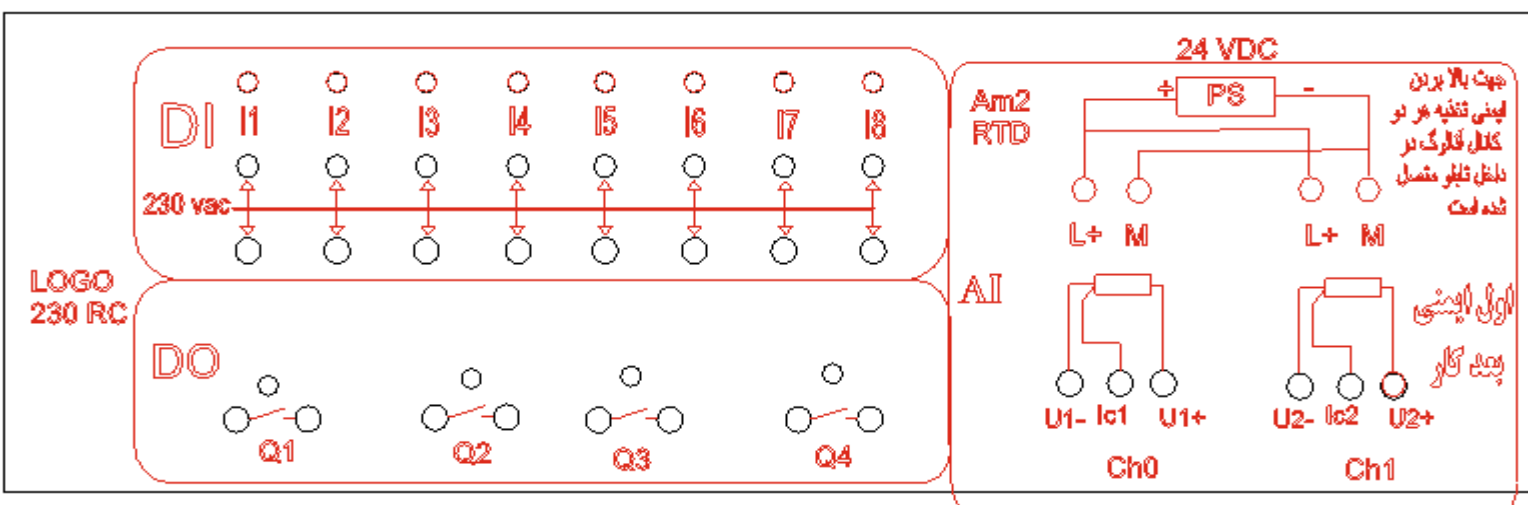 24 VDC
DI
I1 I2 I3 I4 I5 I6 I7 I8
Am2
RTD
+ PS -
جهت بالا بردن
ایمنی تغذیه هر دو
کانال آنالوگ در
داخل تابلو متصل
شده است
230 vac
L+ M L+ M
LOGO
230 RC
AI
اول ایمنی
بعد کار
DO
U1- Ic1 U1+ U2- Ic2 U2+
Q1 Q2 Q3 Q4
Ch0 Ch1